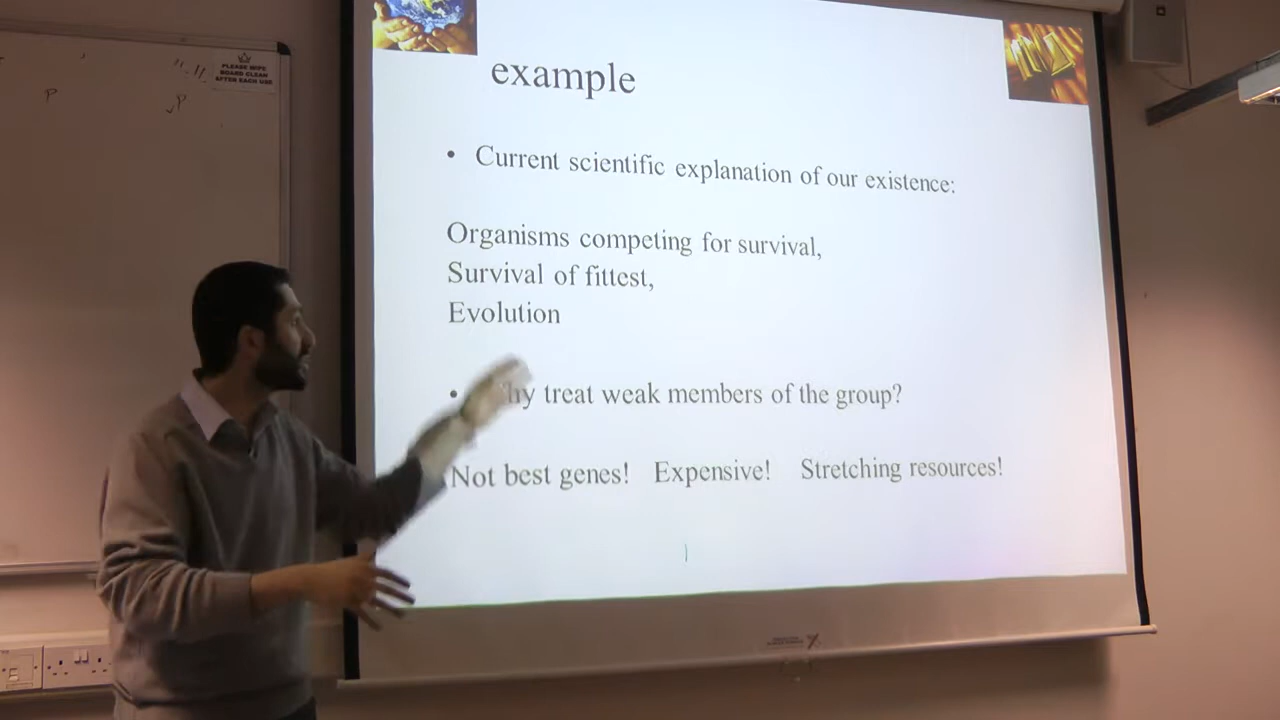 PLEASE WIPE
BOARD CLEAN
AFTER EACH USE
P
P
example
• Current scientific explanation of our existence:
Organisms competing for survival,
Survival of fittest,
Evolution
• hy treat weak members of the group?
Not best genes! Expensive! Stretching resources!